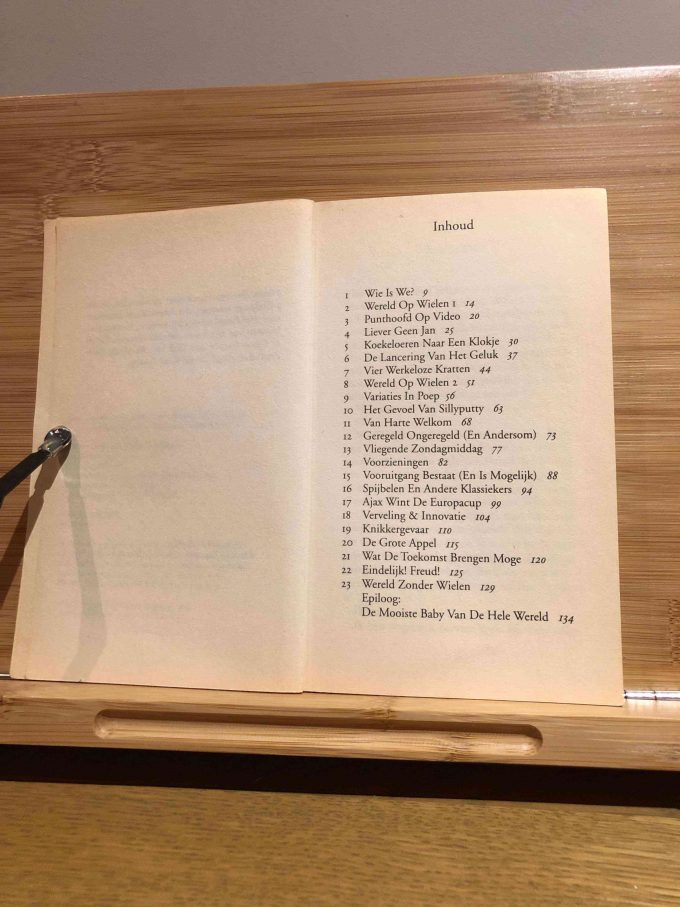 Inhoud
1 Wie Is We? 9
2 Wereld Op Wielen 1 14
3 Punthoofd Op Video 20
4 Liever Geen Jan 25
5 Koekeloeren Naar Een Klokje 30
6 De Lancering Van Het Geluk 37
7 Vier Werkeloze Kratten 44
8 Wereld Op Wielen 2 51
9 Variaties In Poep 56
10 Het Gevoel Van Sillyputty 63
11 Van Harte Welkom 68
12 Geregeld Ongeregeld (En Andersom) 73
13 Vliegende Zondagmiddag 77
14 Voorzieningen 82
15 Vooruitgang Bestaat (En Is Mogelijk) 88
16 Spijbelen En Andere Klassiekers 94
17 Ajax Wint De Europacup 99
18 Verveling & Innovatie 104
19 Knikkergevaar 110
20 De Grote Appel 115
21 Wat De Toekomst Brengen Moge 120
22 Eindelijk! Freud! 125
23 Wereld Zonder Wielen 129
Epiloog:
De Mooiste Baby Van De Hele Wereld 134